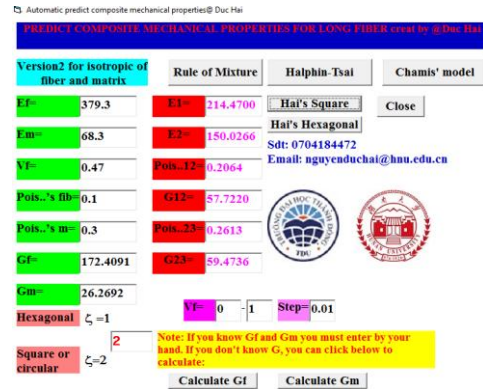 Automatic predict composite mechanical properties@ Duc Hai
PREDICT COMPOSITE MECHANICAL PROPERTIES FOR LONG FIBER creat by @Duc Hai
Version2 for isotropic of
fiber and matrix
Rule of Mixture
Halphin-Tsai
Chamis' model
Ef= 379.3 E1= 214.4700 Hai's Square Close
Em= 68.3 E2= 150.0266 Hai's Hexagonal
Sdt: 0704184472
Vf= 0.47 Pois..12= 0.2064 Email: nguyenduchai@hnu.edu.cn
Pois..'s fib= 0.1 G12= 57.7220
Pois..'s m= 0.3 Pois..23= 0.2613
Gf= 172.4091 G23= 59.4736
TDU
Gm= 26.2692
Vf= 0 - 1 Step= 0.01
Hexagonal ζ =1
Square or
circular ζ=2 2
Note: If you know Gf and Gm you must enter by your
hand. If you don't know G, you can click below to
calculate:
Calculate Gf Calculate Gm